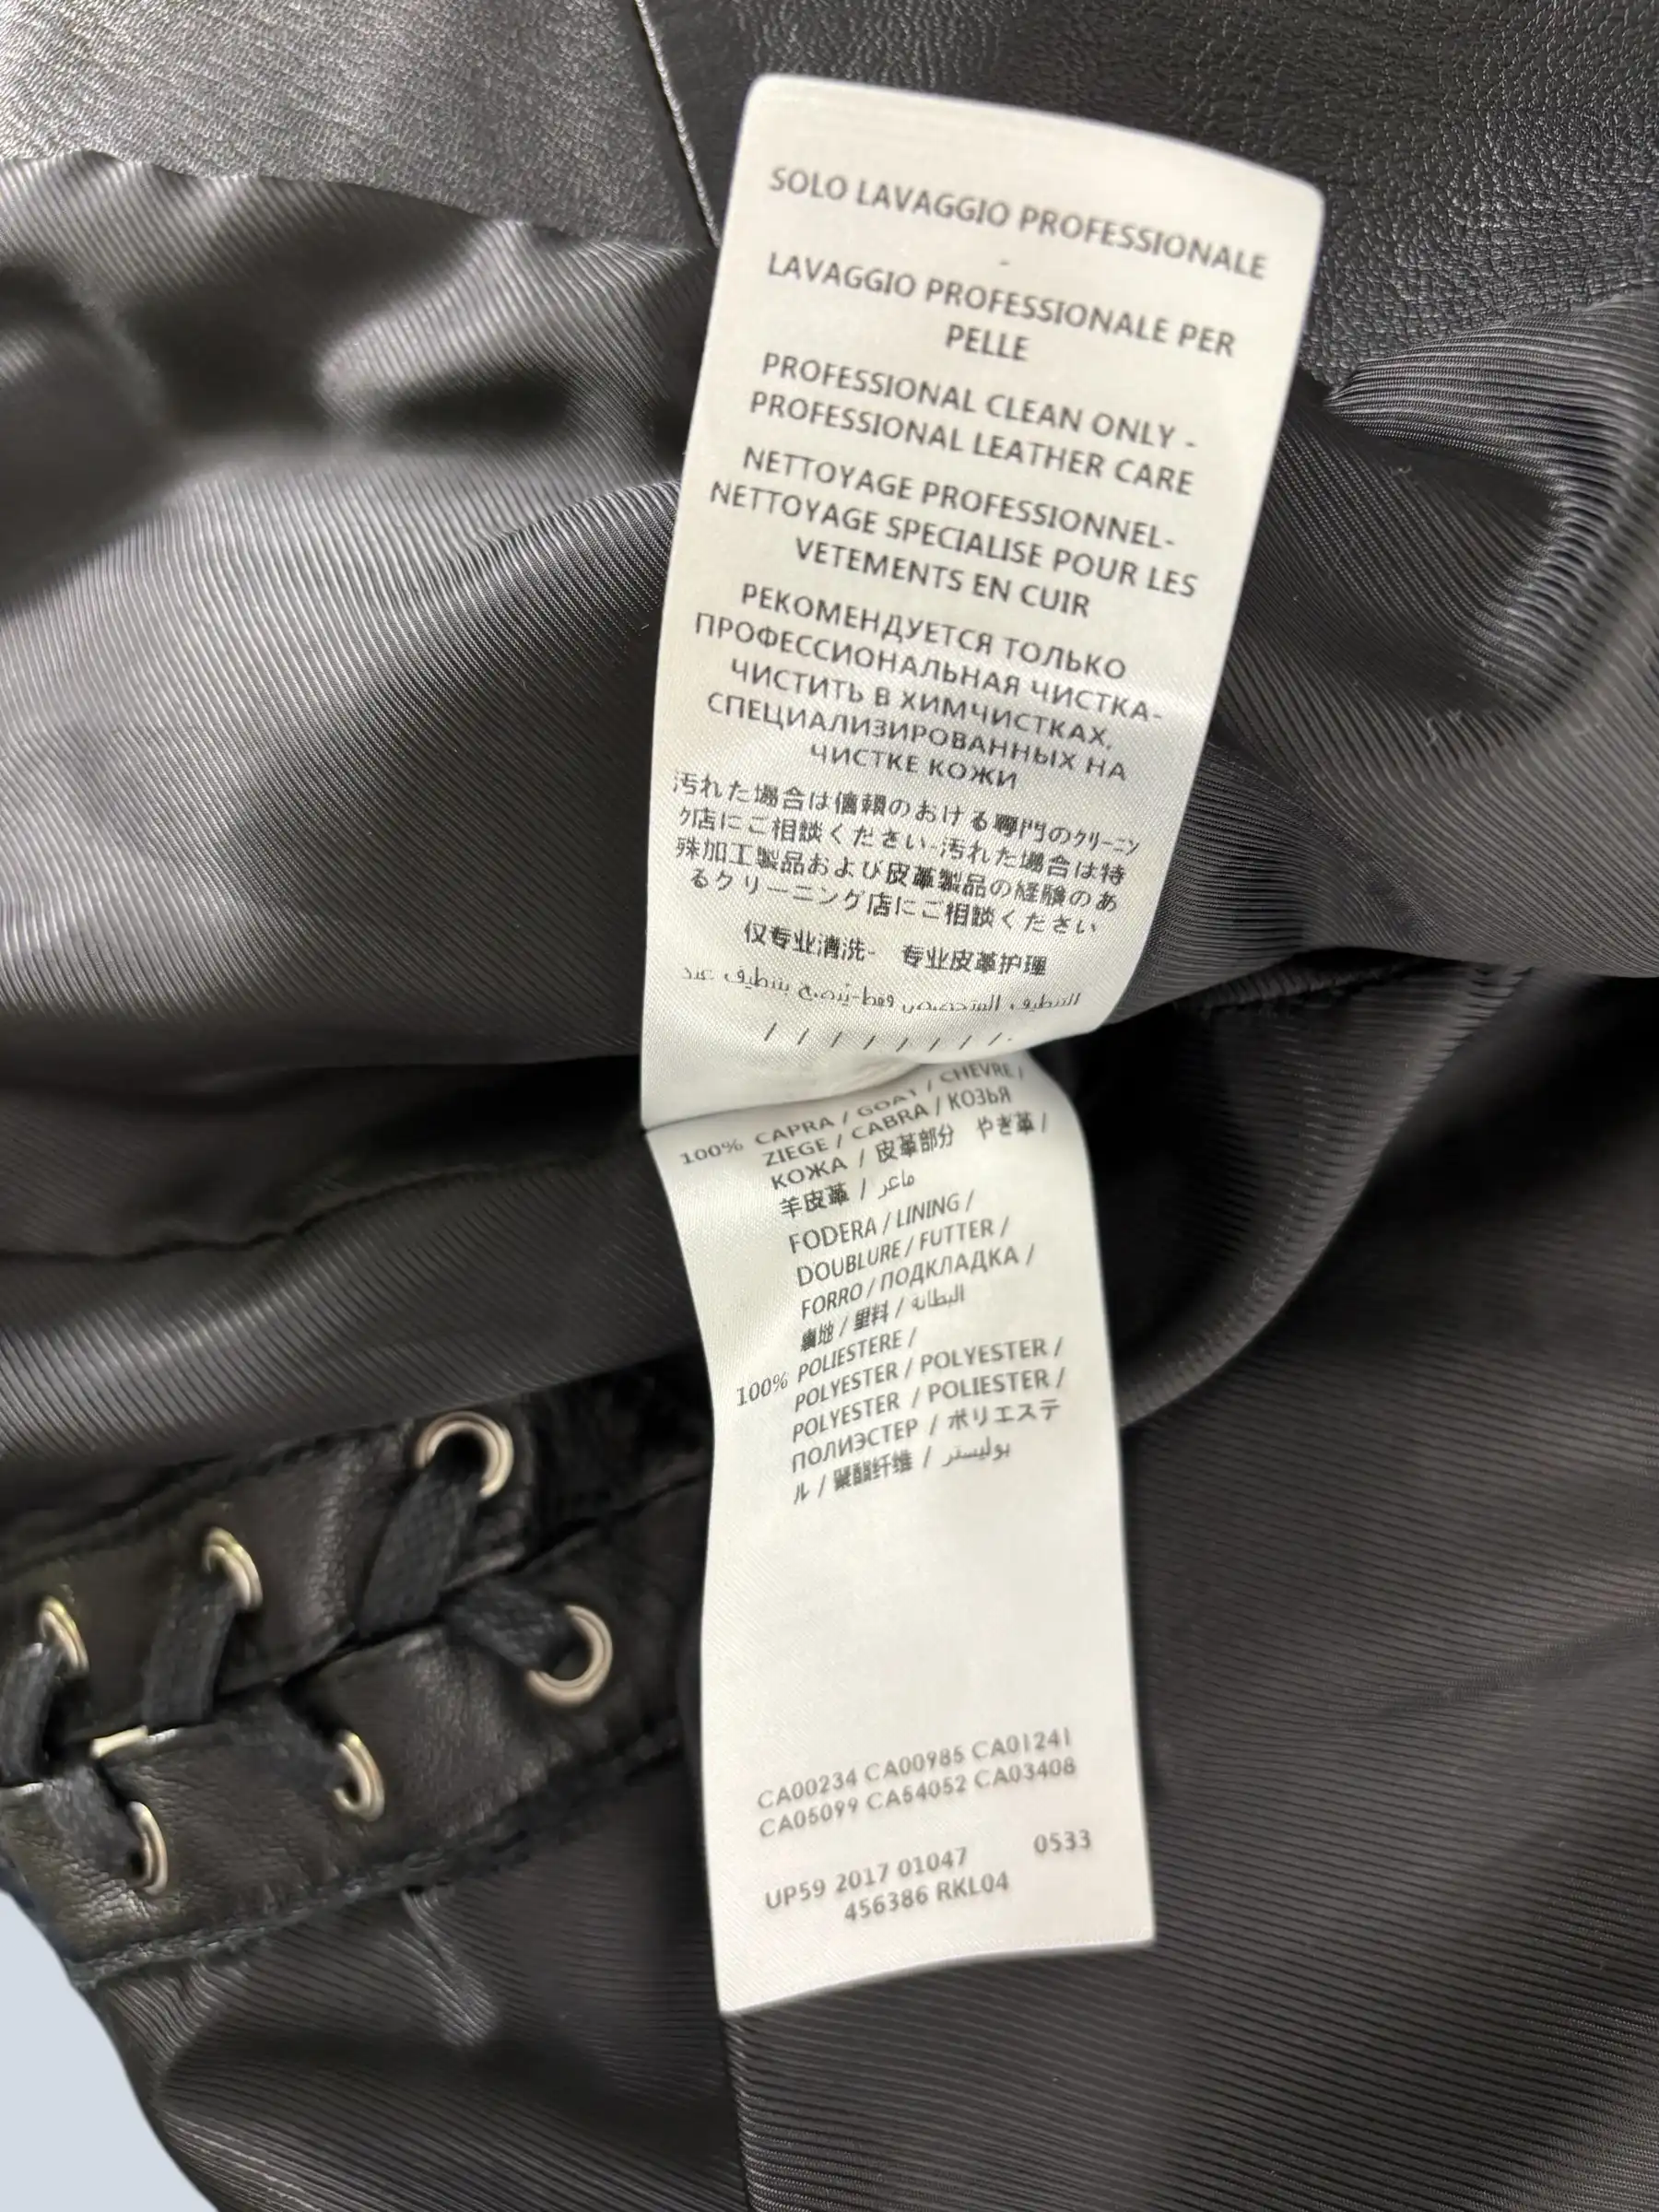 SOLO LAVAGGIO PROFESSIONALE
-
LAVAGGIO PROFESSIONALE PER
PELLE
PROFESSIONAL CLEAN ONLY -
PROFESSIONAL LEATHER CARE
NETTOYAGE PROFESSIONNEL-
NETTOYAGE SPECIALISE POUR LES
VETEMENTS EN CUIR
РЕКОМЕНДУЕТСЯ ТОЛЬКО
ПРОФЕССИОНАЛЬНАЯ ЧИСТКА-
ЧИСТИТЬ В ХИМЧИСТКАХ,
СПЕЦИАЛИЗИРОВАННЫХ НА
ЧИСТКЕ КОЖИ
汚れた場合は信頼のおける専門のｸﾘｰﾆﾝ
ｸﾞ店にご相談ください-汚れた場合は特
殊加工製品および皮革製品の経験のあ
るクリーニング店にご相談ください
仅专业清洗- 专业皮革护理
التنظيف المتخصص فقط-يُنصح بتنظيف عند
/ / / / / / / /
100% CAPRA / GOAT / CHEVRE /
ZIEGE / CABRA / КОЗЬЯ
КОЖА / 皮革部分 やぎ革 /
羊皮革 / ماعز
FODERA / LINING /
DOUBLURE / FUTTER /
FORRO / ПОДКЛАДКА /
裏地 / 里料 / البطانة
100% POLIESTERE /
POLYESTER / POLYESTER /
POLYESTER / POLIESTER /
ПОЛИЭСТЕР / ポリエステ
ル / 聚酯纤维 / بوليستر
CA00234 CA00985 CA01241
CA05099 CA54052 CA03408
UP59 2017 01047 0533
456386 RKL04